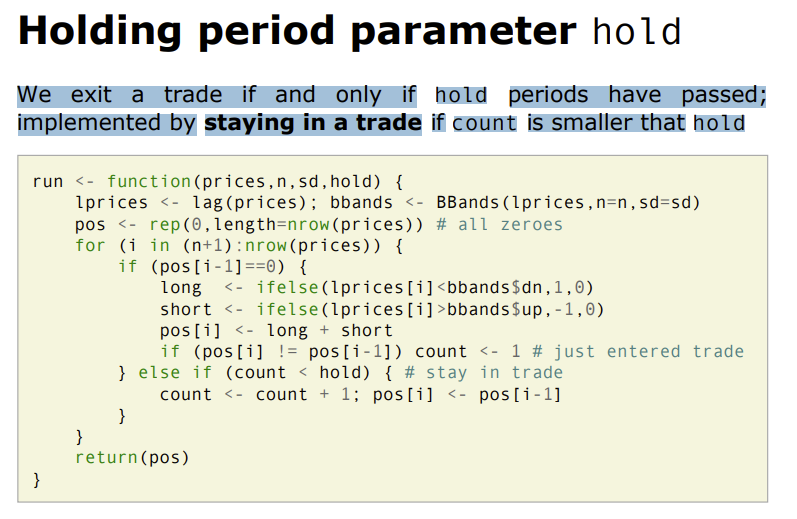 Holding period parameter hold
We exit a trade if and only if hold periods have passed;
implemented by staying in a trade if count is smaller that hold
run <- function(prices,n,sd,hold) {
    lprices <- lag(prices); bbands <- BBands(lprices,n=n,sd=sd)
    pos <- rep(0,length=nrow(prices)) # all zeroes
    for (i in (n+1):nrow(prices)) {
        if (pos[i-1]==0) {
            long  <- ifelse(lprices[i]<bbands$dn,1,0)
            short <- ifelse(lprices[i]>bbands$up,-1,0)
            pos[i] <- long + short
            if (pos[i] != pos[i-1]) count <- 1 # just entered trade
        } else if (count < hold) { # stay in trade
            count <- count + 1; pos[i] <- pos[i-1]
        }
    }
    return(pos)
}